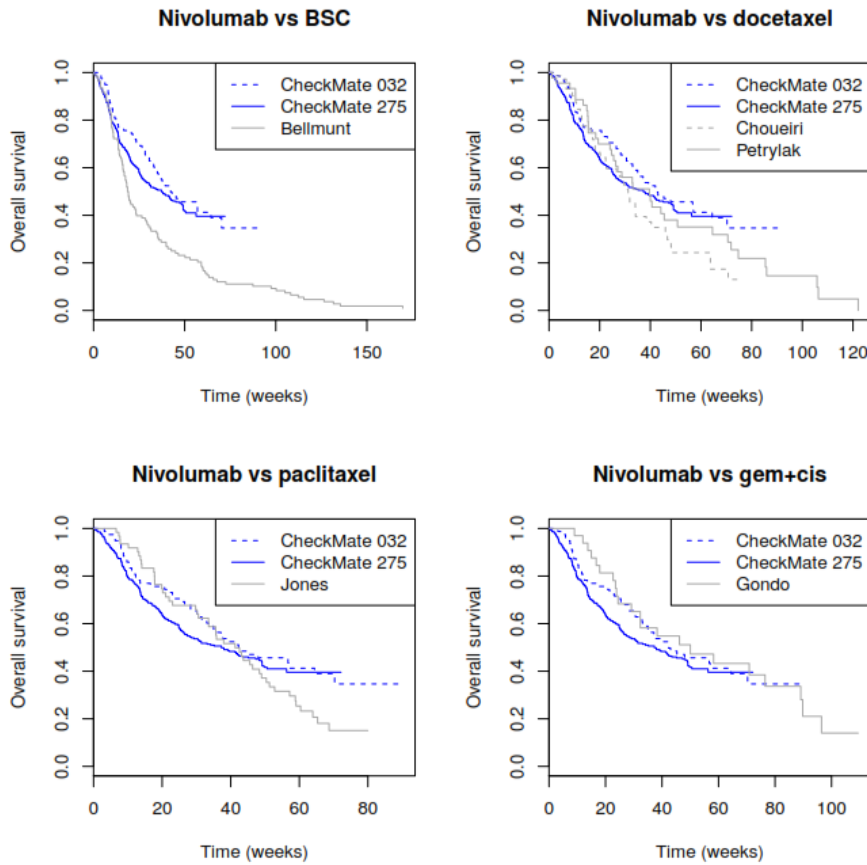 Nivolumab vs BSC
Overall survival
0.0 0.2 0.4 0.6 0.8 1.0
CheckMate 032
CheckMate 275
Bellmunt
0 50 100 150
Time (weeks)
Nivolumab vs docetaxel
Overall survival
0.0 0.2 0.4 0.6 0.8 1.0
CheckMate 032
CheckMate 275
Choueiri
Petrylak
0 20 40 60 80 100 120
Time (weeks)
Nivolumab vs paclitaxel
Overall survival
0.0 0.2 0.4 0.6 0.8 1.0
CheckMate 032
CheckMate 275
Jones
0 20 40 60 80
Time (weeks)
Nivolumab vs gem+cis
Overall survival
0.0 0.2 0.4 0.6 0.8 1.0
CheckMate 032
CheckMate 275
Gondo
0 20 40 60 80 100
Time (weeks)